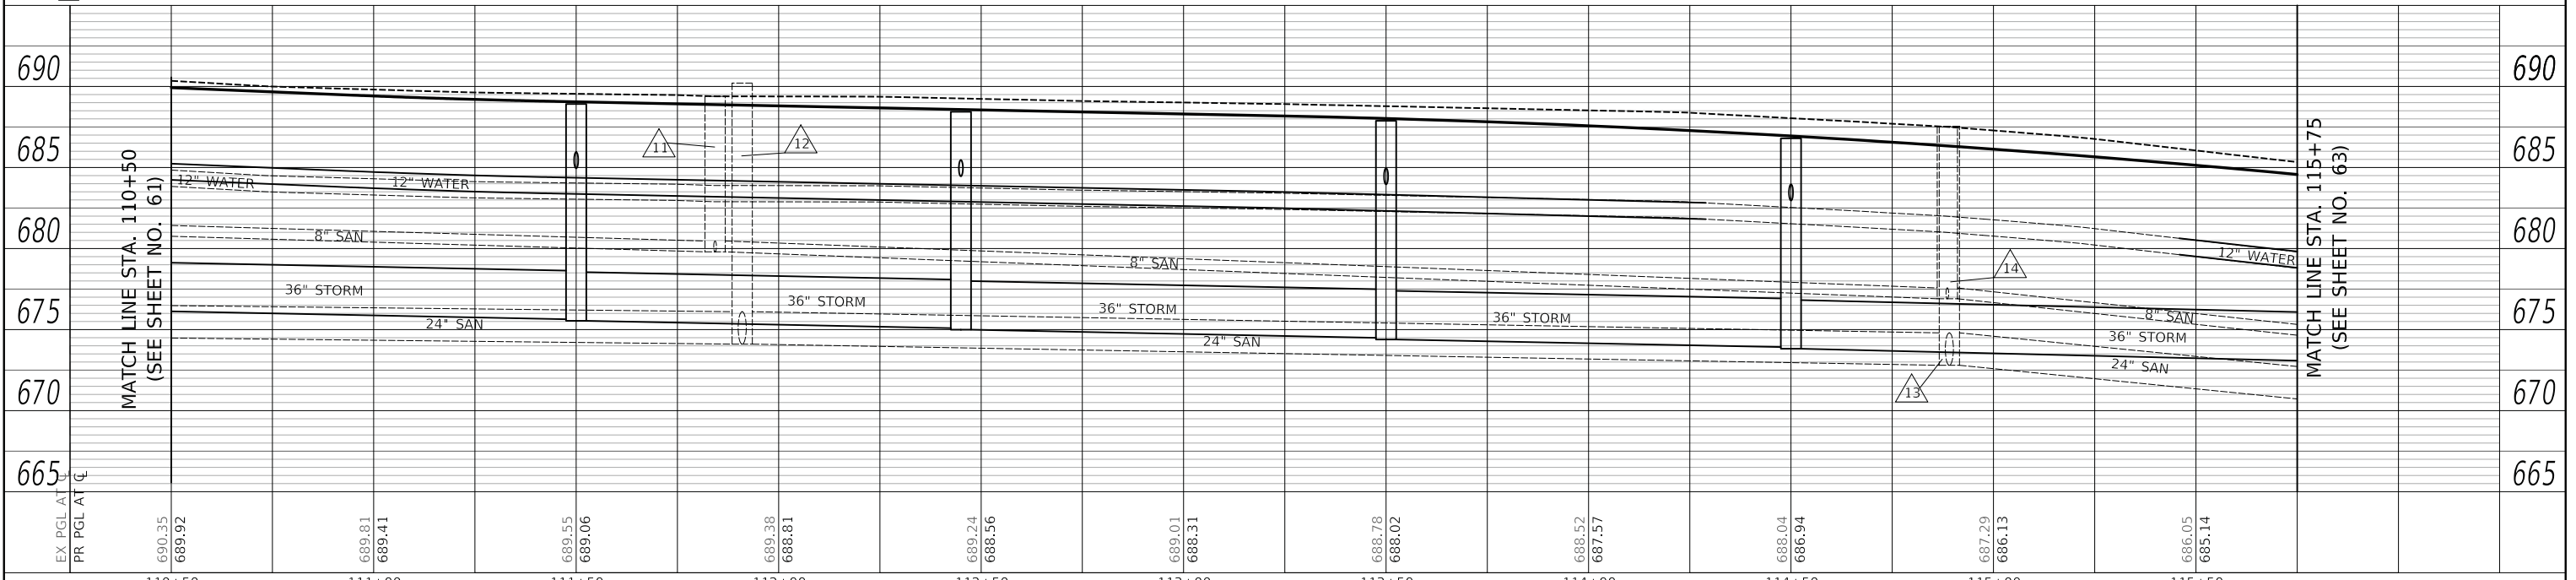 690 690
685 685
680 680
675 675
670 670
665 665
MATCH LINE STA. 110+50
(SEE SHEET NO. 61)
12" WATER
12" WATER
8" SAN
36" STORM
24" SAN
11
12
36" STORM
8" SAN
36" STORM
24" SAN
36" STORM
14
13
12" WATER
8" SAN
36" STORM
24" SAN
MATCH LINE STA. 115+75
(SEE SHEET NO. 63)
EX PGL AT ℄
PR PGL AT ℄
690.35
689.92
689.81
689.41
689.55
689.06
689.38
688.81
689.24
688.56
689.01
688.31
688.78
688.02
688.52
687.57
688.04
686.94
687.29
686.13
686.05
685.14